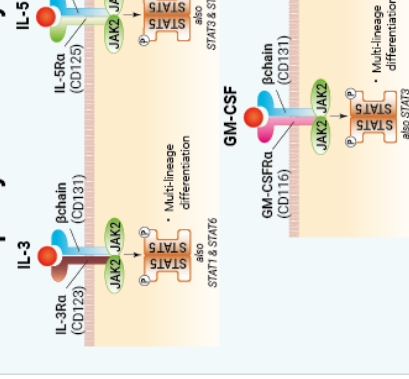 IL-3
IL-3Rα
(CD123)
βchain
(CD131)
JAK2 JAK2
P P
STAT5 STAT5
also
STAT1 & STAT6
• Multi-lineage
differentiation
IL-5
IL-5Rα
(CD125)
JAK2 JAK2
P
STAT5 STAT5
also
STAT3 & ST
GM-CSF
GM-CSFRα
(CD116)
βchain
(CD131)
JAK2 JAK2
P P
STAT5 STAT5
also STAT3
• Multi-lineage
differentiation